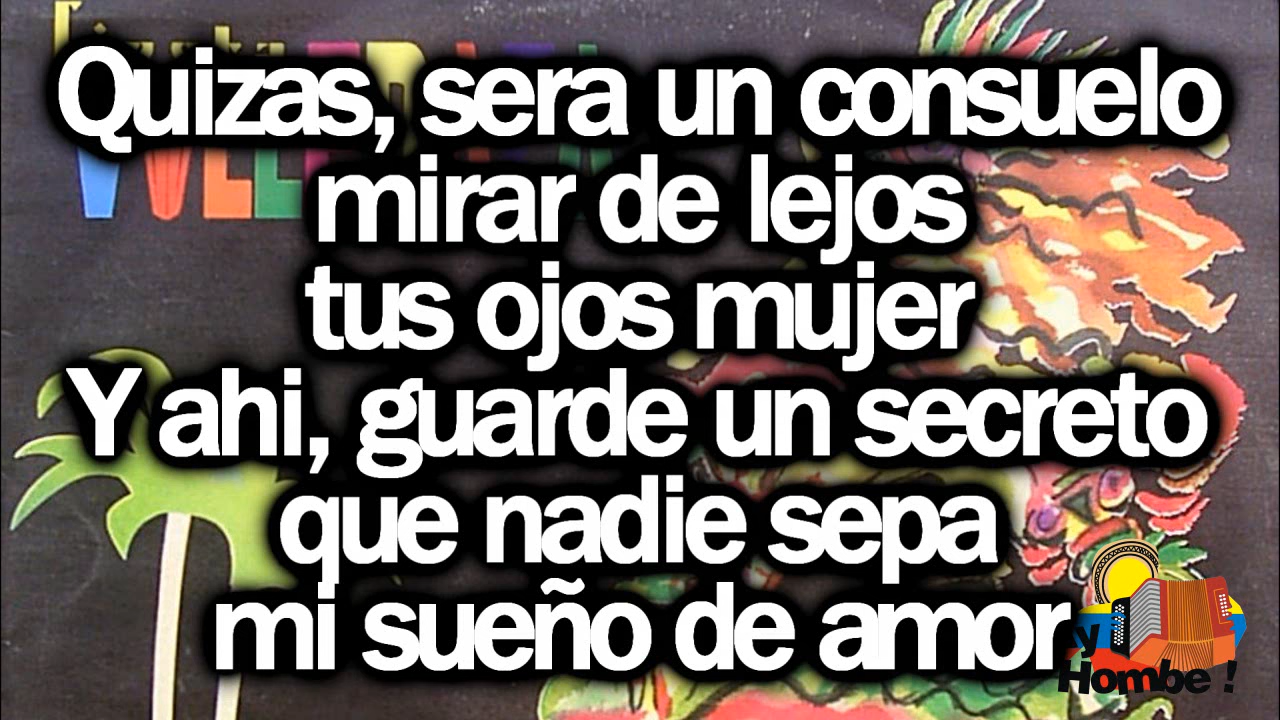 Quizas, sera un consuelo
mirar de lejos
tus ojos mujer
Y ahi, guarde un secreto
que nadie sepa
mi sueño de amor
y
Hombe !